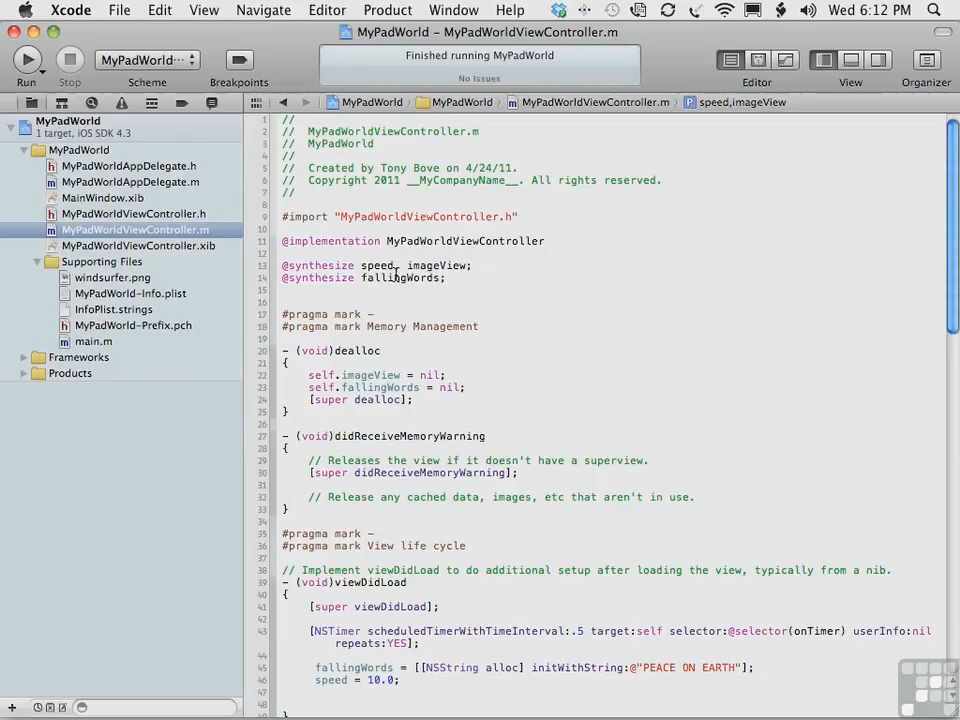 Xcode File Edit View Navigate Editor Product Window Help Wed 6:12 PM
MyPadWorld - MyPadWorldViewController.m
MyPadWorld··· Finished running MyPadWorld
No Issues
Run Stop Scheme Breakpoints Editor View Organizer
MyPadWorld MyPadWorld MyPadWorldViewController.m speed,imageView
MyPadWorld
1 target, iOS SDK 4.3
MyPadWorld
MyPadWorldAppDelegate.h
MyPadWorldAppDelegate.m
MainWindow.xib
MyPadWorldViewController.h
MyPadWorldViewController.m
MyPadWorldViewController.xib
Supporting Files
windsurfer.png
MyPadWorld-Info.plist
InfoPlist.strings
MyPadWorld-Prefix.pch
main.m
Frameworks
Products
1 //
2 // MyPadWorldViewController.m
3 // MyPadWorld
4 //
5 // Created by Tony Bove on 4/24/11.
6 // Copyright 2011 __MyCompanyName__. All rights reserved.
7 //
8
9 #import "MyPadWorldViewController.h"
10
11 @implementation MyPadWorldViewController
12
13 @synthesize speed, imageView;
14 @synthesize fallingWords;
15
16
17 #pragma mark -
18 #pragma mark Memory Management
19
20 - (void)dealloc
21 {
22 self.imageView = nil;
23 self.fallingWords = nil;
24 [super dealloc];
25 }
26
27 - (void)didReceiveMemoryWarning
28 {
29 // Releases the view if it doesn't have a superview.
30 [super didReceiveMemoryWarning];
31
32 // Release any cached data, images, etc that aren't in use.
33 }
34
35 #pragma mark -
36 #pragma mark View life cycle
37
38 // Implement viewDidLoad to do additional setup after loading the view, typically from a nib.
39 - (void)viewDidLoad
40 {
41 [super viewDidLoad];
42
43 [NSTimer scheduledTimerWithTimeInterval:.5 target:self selector:@selector(onTimer) userInfo:nil
repeats:YES];
44
45 fallingWords = [[NSString alloc] initWithString:@"PEACE ON EARTH"];
46 speed = 10.0;
47
48 }